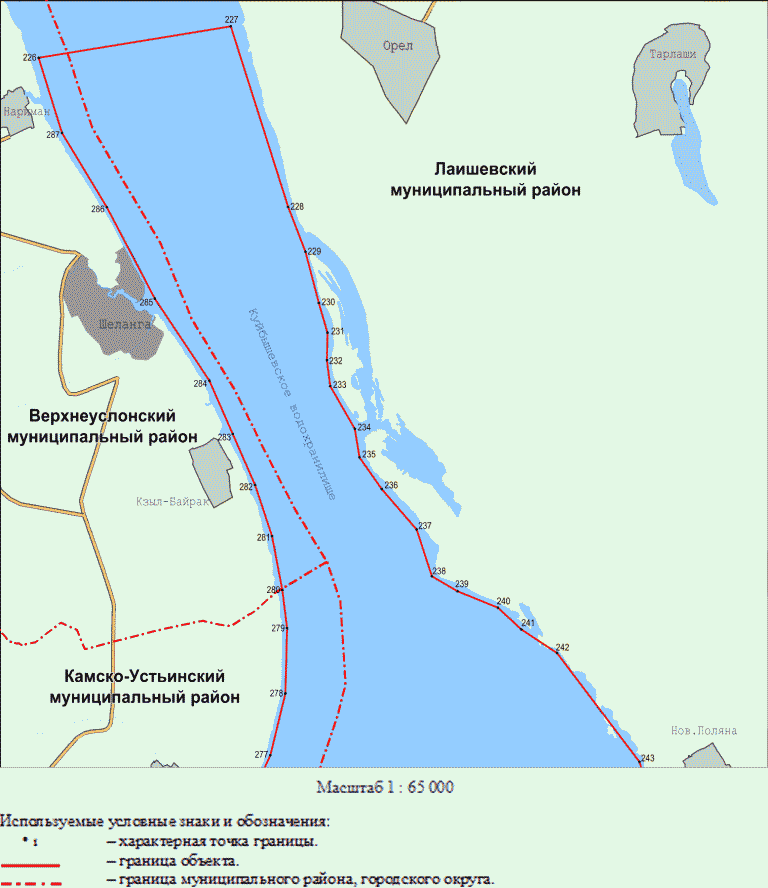 227
226
Орел
Тарлаши
Нариман
287
Лаишевский
муниципальный район
286
228
229
285
230
Шеланга
231
232
233
284
Куйбышевское водохранилище
Верхнеуслонский
муниципальный район
283
234
235
282
236
Кзыл-Байрак
237
281
238
280
239
240
279
241
242
Камско-Устьинский
муниципальный район
278
277
Нов.Поляна
243
Масштаб 1 : 65 000
Используемые условные знаки и обозначения:
• 1 – характерная точка границы.
– граница объекта.
– граница муниципального района, городского округа.